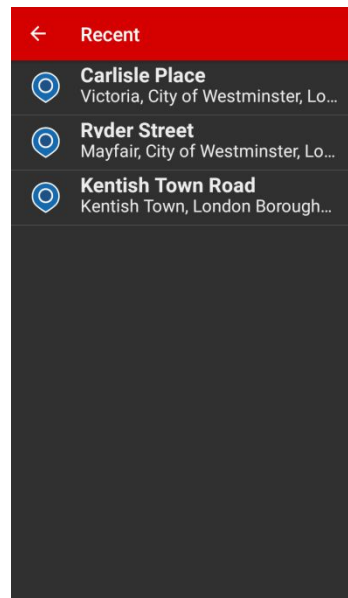 Recent
Carlisle Place
Victoria, City of Westminster, Lo...
Ryder Street
Mayfair, City of Westminster, Lo...
Kentish Town Road
Kentish Town, London Borough...